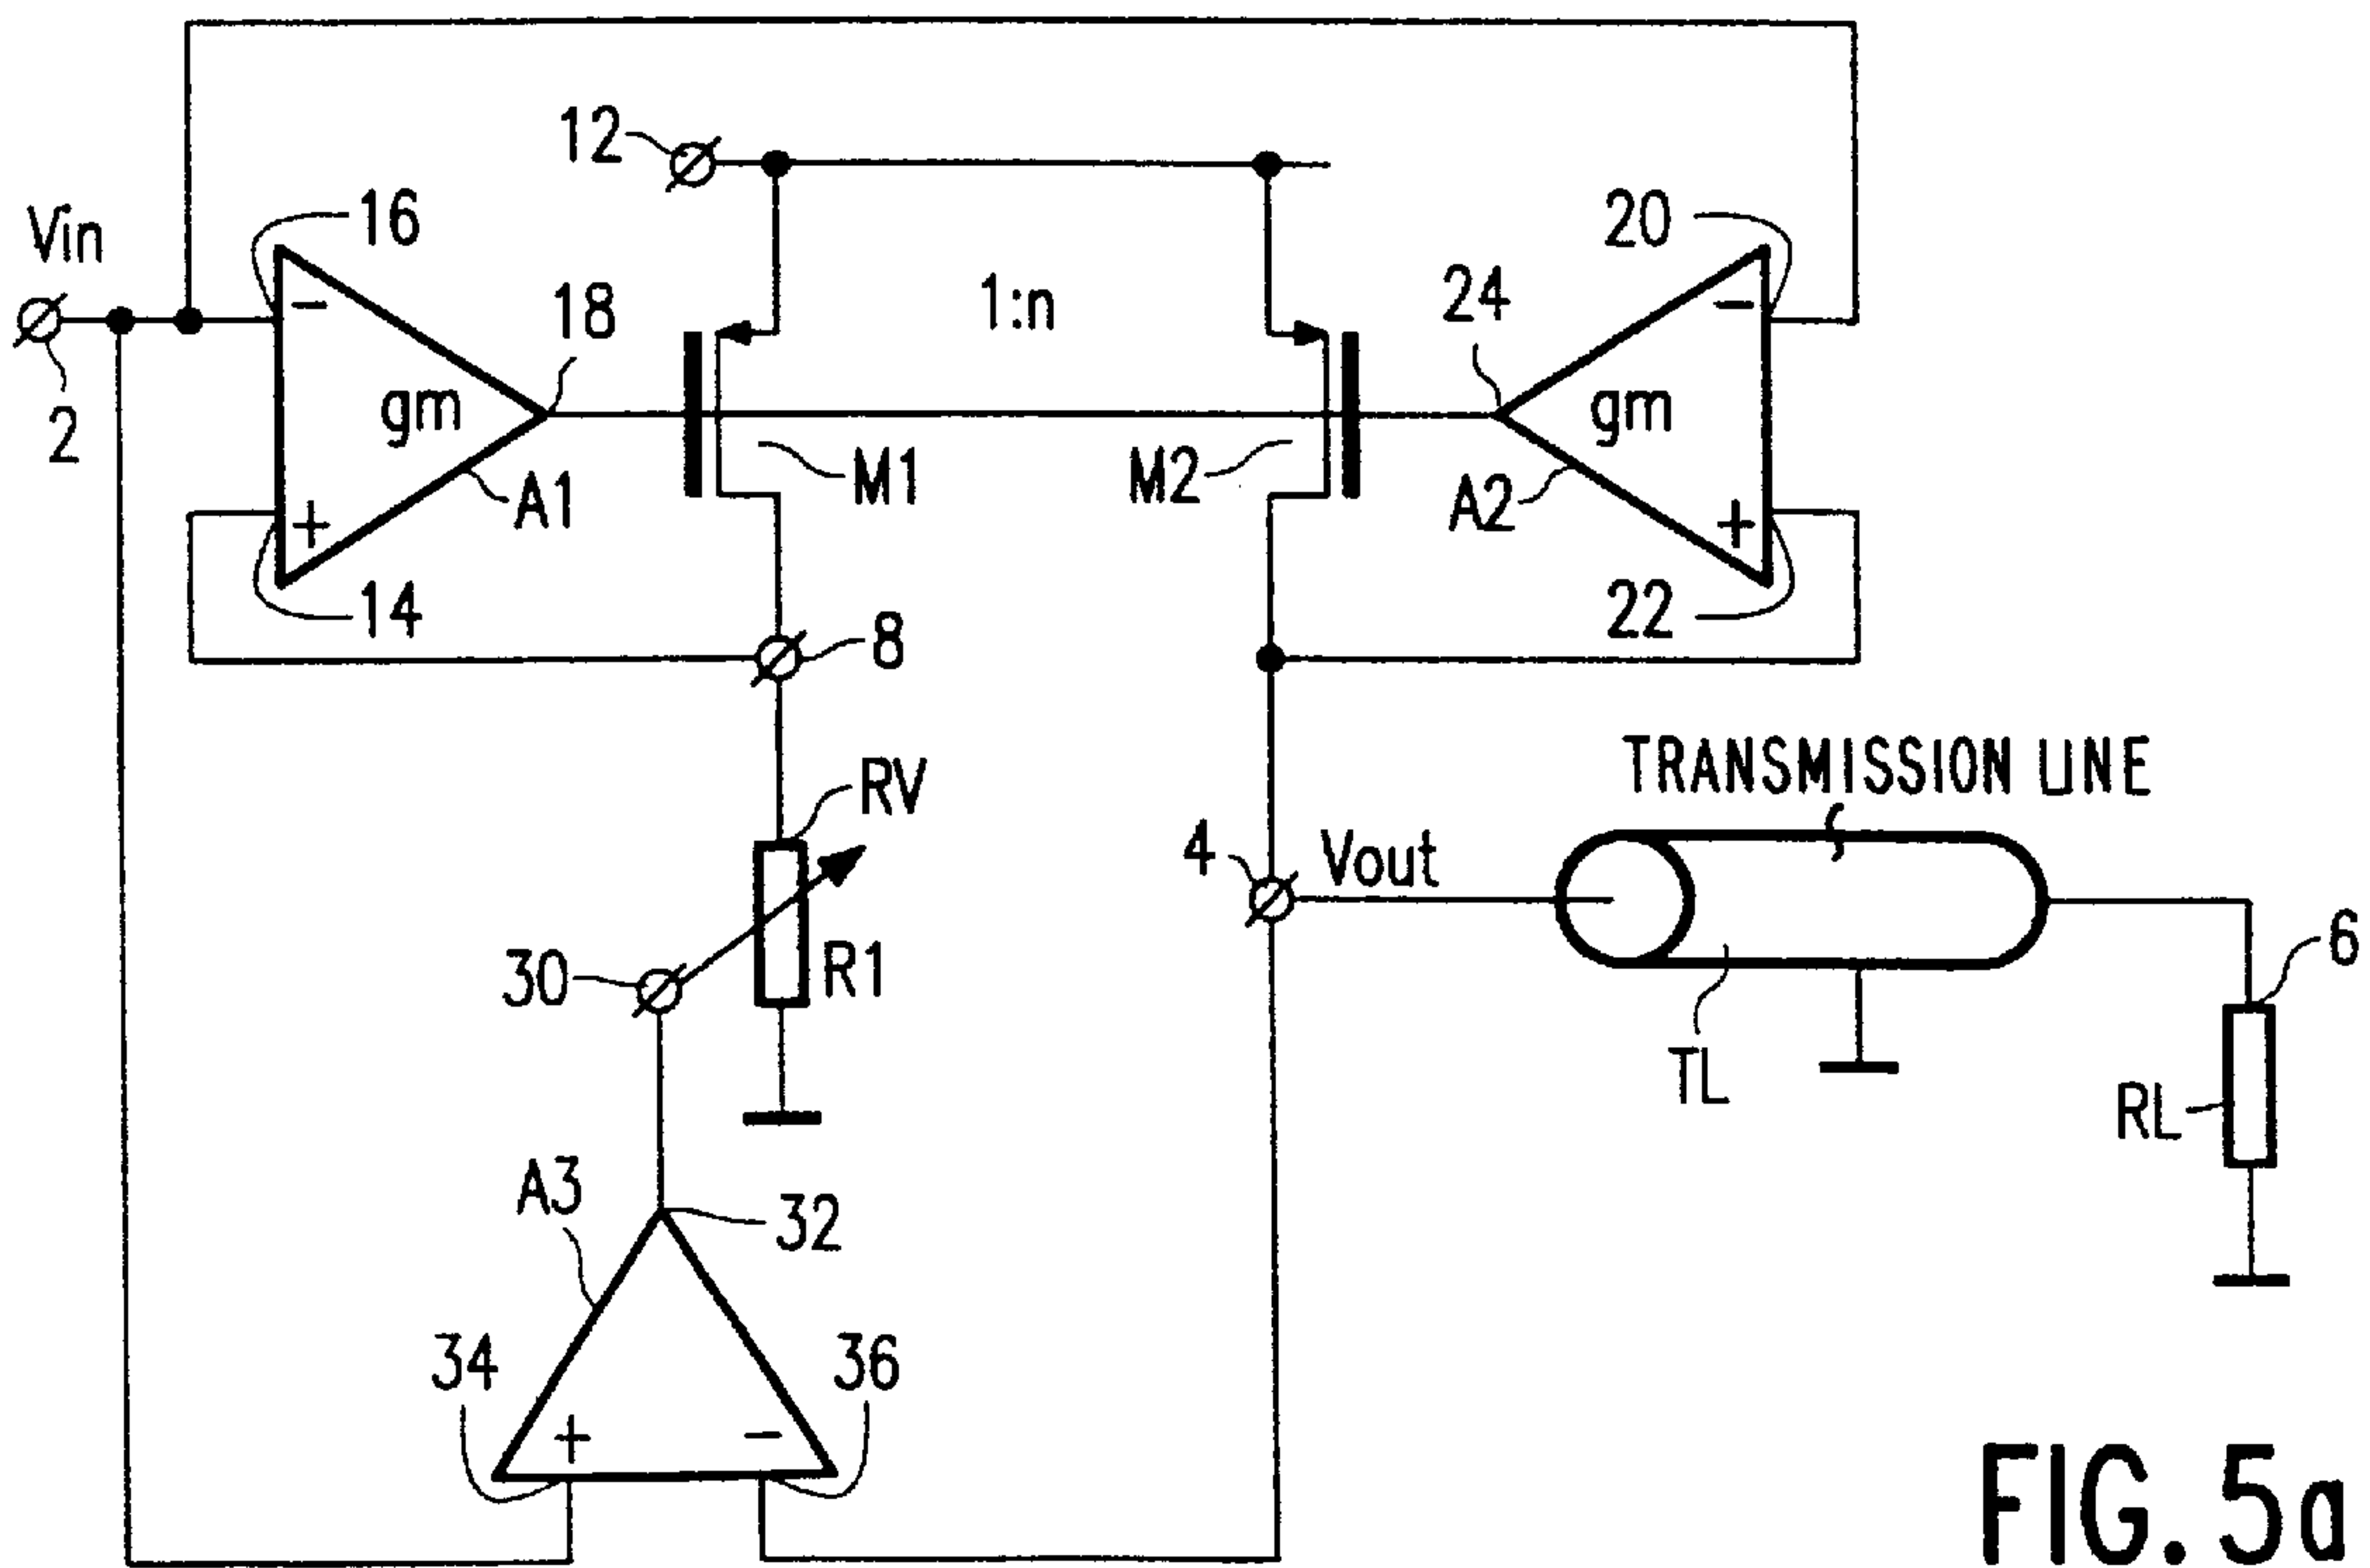 12
Vin
16
20
18
1:n
24
-
-
gm
gm
2
M1
M2
A1
A2
+
+
14
22
8
TRANSMISSION LINE
RV
4
Vout
6
30
R1
TL
RL
A3
32
34
36
+
-
FIG. 5a